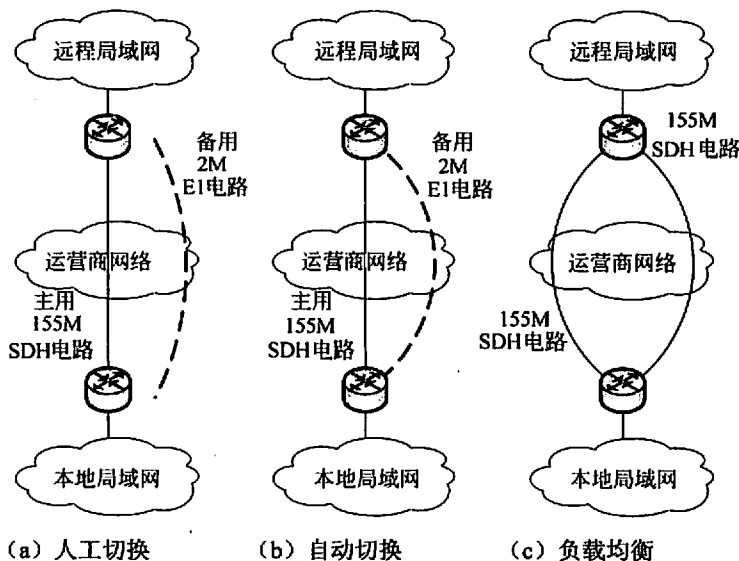 远程局域网
备用
2M
E1电路
运营商网络
主用
155M
SDH电路
本地局域网
(a) 人工切换
远程局域网
备用
2M
E1电路
运营商网络
主用
155M
SDH电路
本地局域网
(b) 自动切换
远程局域网
155M
SDH电路
运营商网络
155M
SDH电路
本地局域网
(c) 负载均衡